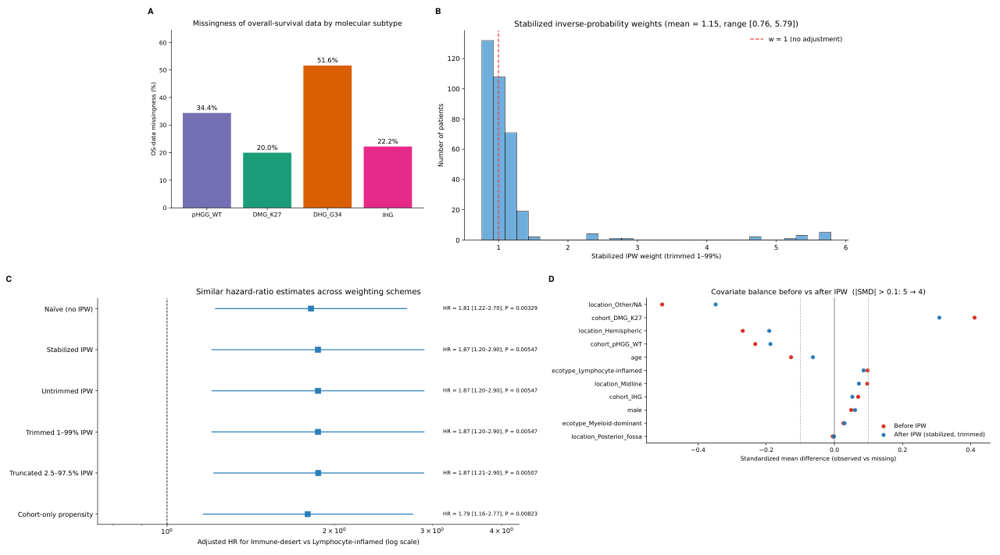 A
Missingness of overall-survival data by molecular subtype
OS-data missingness (%)
60
50
40
30
20
10
0
34.4%
20.0%
51.6%
22.2%
pHGG_WT
DMG_K27
DHG_G34
IHG
B
Stabilized inverse-probability weights (mean = 1.15, range [0.76, 5.79])
w = 1 (no adjustment)
Number of patients
120
100
80
60
40
20
0
1
2
3
4
5
6
Stabilized IPW weight (trimmed 1–99%)
C
Similar hazard-ratio estimates across weighting schemes
Naïve (no IPW)
HR = 1.81 [1.22–2.70], P = 0.00329
Stabilized IPW
HR = 1.87 [1.20–2.90], P = 0.00547
Untrimmed IPW
HR = 1.87 [1.20–2.90], P = 0.00547
Trimmed 1–99% IPW
HR = 1.87 [1.20–2.90], P = 0.00547
Truncated 2.5–97.5% IPW
HR = 1.87 [1.21–2.90], P = 0.00507
Cohort-only propensity
HR = 1.79 [1.16–2.77], P = 0.00823
10⁰
2 × 10⁰
3 × 10⁰
4 × 10⁰
Adjusted HR for Immune-desert vs Lymphocyte-inflamed (log scale)
D
Covariate balance before vs after IPW (|SMD| > 0.1: 5 → 4)
location_Other/NA
cohort_DMG_K27
location_Hemispheric
cohort_pHGG_WT
age
ecotype_Lymphocyte-inflamed
location_Midline
cohort_IHG
male
ecotype_Myeloid-dominant
location_Posterior_fossa
Before IPW
After IPW (stabilized, trimmed)
−0.4
−0.2
0.0
0.2
0.4
Standardized mean difference (observed vs missing)